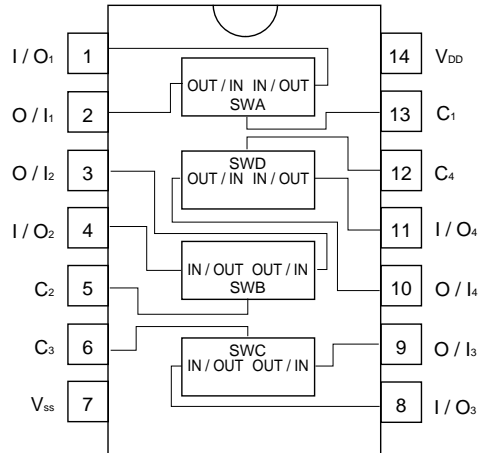 I / O1 1 14 VDD
OUT / IN IN / OUT
SWA
O / I1 2 13 C1
O / I2 3 SWD 12 C4
OUT / IN IN / OUT
I / O2 4 11 I / O4
IN / OUT OUT / IN
C2 5 SWB 10 O / I4
C3 6 SWC 9 O / I3
IN / OUT OUT / IN
Vss 7 8 I / O3